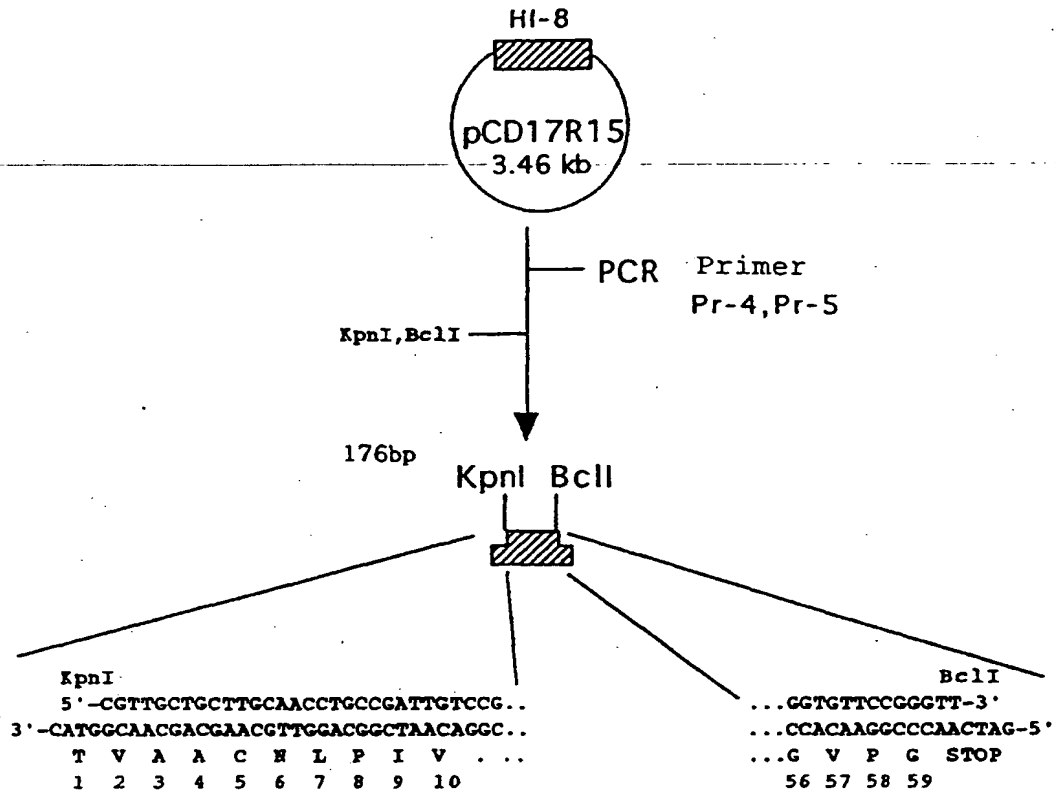 HI-8
pCD17R15
3.46 kb
PCR Primer
Pr-4,Pr-5
KpnI,BclI
176bp
KpnI BclI
KpnI BclI
5'-CGTTGCTGCTTGCAACCTGCCGATTGTCCG.. ...GGTGTTCCGGGTT-3'
3'-CATGGCAACGACGAACGTTGGACGGCTAACAGGC.. ...CCACAAGGCCCAACTAG-5'
T V A A C N L P I V . . . ...G V P G STOP
1 2 3 4 5 6 7 8 9 10 56 57 58 59